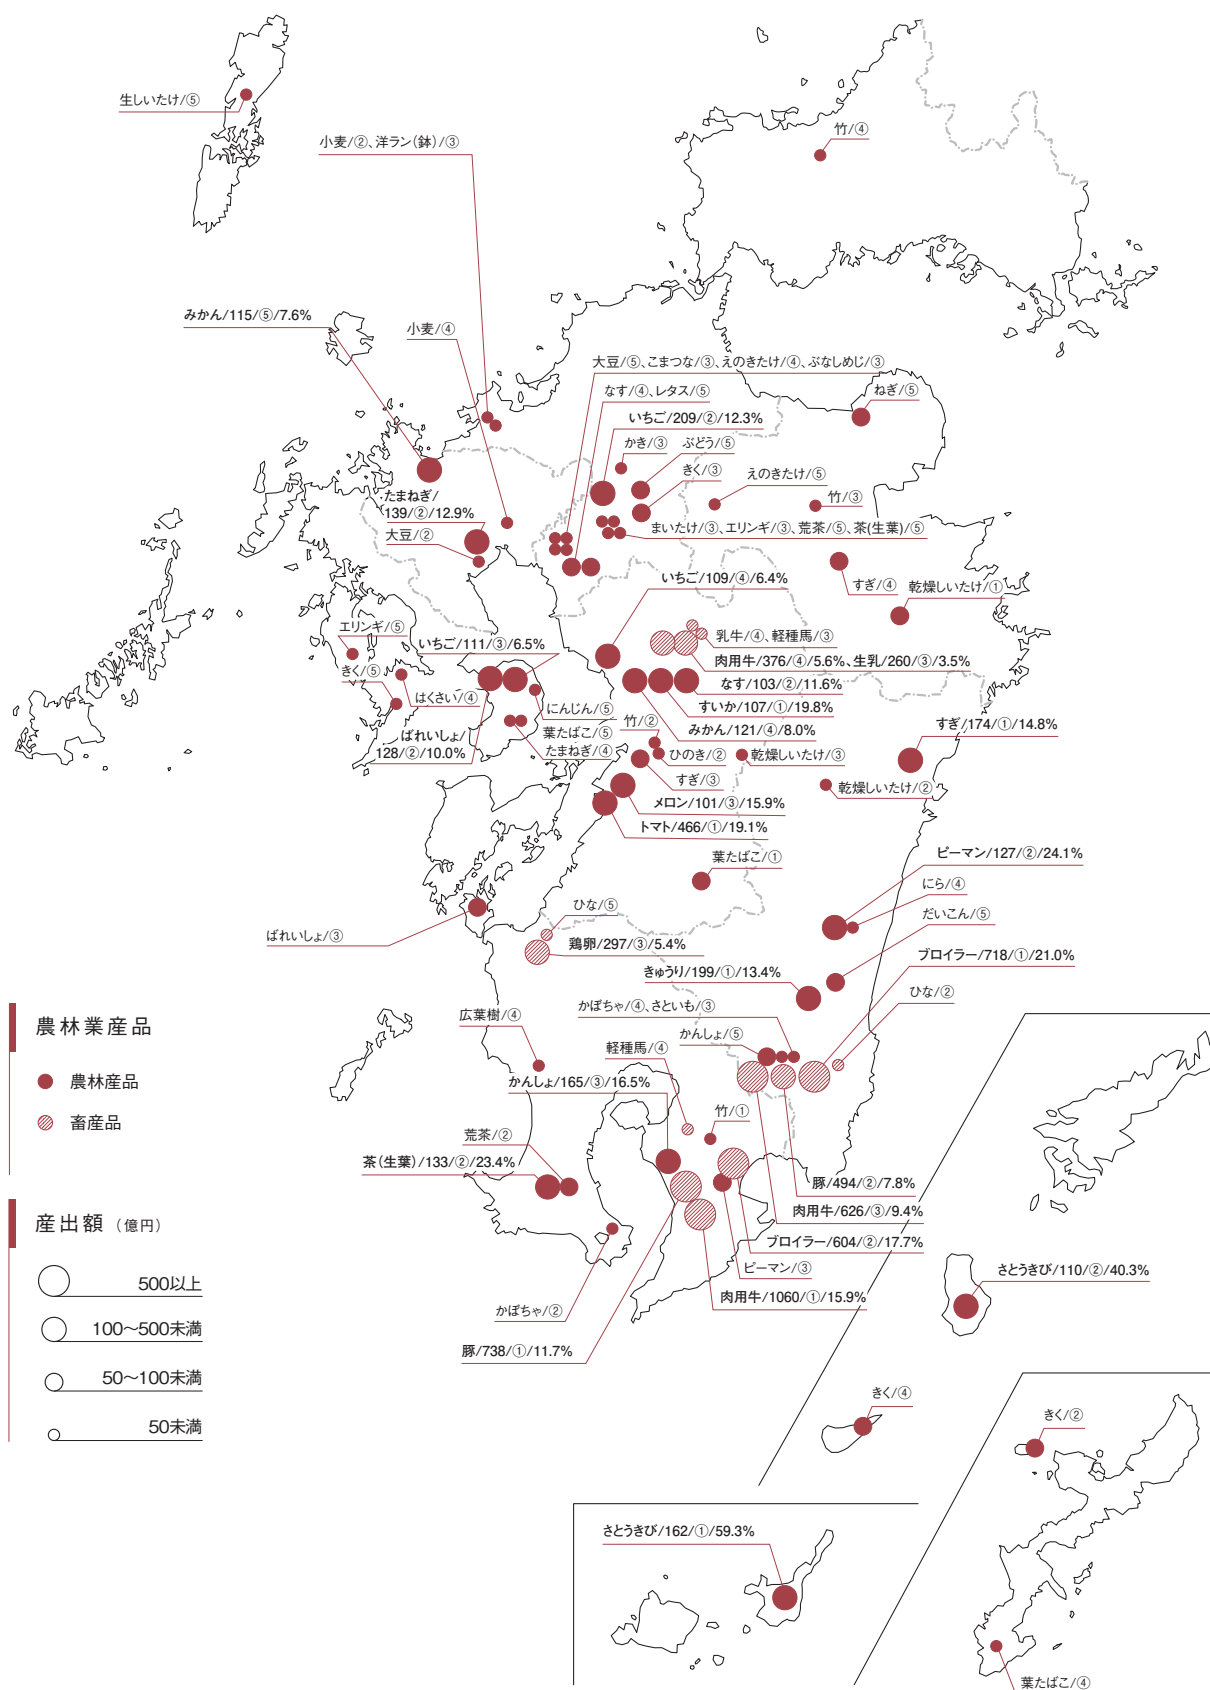 生しいたけ/⑤
小麦/②、洋ラン(鉢)/③
竹/④
みかん/115/⑤/7.6%
小麦/④
大豆/⑤、こまつな/③、えのきたけ/④、ぶなしめじ/③
なす/④、レタス/⑤
ねぎ/⑤
いちご/209/②/12.3%
かき/③
ぶどう/⑤
きく/③
えのきたけ/⑤
竹/③
たまねぎ/
139/②/12.9%
大豆/②
まいたけ/③、エリンギ/③、荒茶/⑤、茶(生葉)/⑤
いちご/109/④/6.4%
すぎ/④
乾燥しいたけ/①
エリンギ/⑤
いちご/111/③/6.5%
乳牛/④、軽種馬/③
肉用牛/376/④/5.6%、生乳/260/③/3.5%
きく/⑤
はくさい/④
なす/103/②/11.6%
にんじん/⑤
すいか/107/①/19.8%
ばれいしょ/
128/②/10.0%
葉たばこ/⑤
たまねぎ/④
竹/②
みかん/121/④/8.0%
すぎ/174/①/14.8%
ひのき/②
乾燥しいたけ/③
すぎ/③
乾燥しいたけ/②
メロン/101/③/15.9%
トマト/466/①/19.1%
葉たばこ/①
ピーマン/127/②/24.1%
にら/④
ひな/⑤
だいこん/⑤
ばれいしょ/③
鶏卵/297/③/5.4%
ブロイラー/718/①/21.0%
きゅうり/199/①/13.4%
ひな/②
かぼちゃ/④、さといも/③
農林業産品
広葉樹/④
かんしょ/⑤
軽種馬/④
農林産品
かんしょ/165/③/16.5%
畜産品
竹/①
荒茶/②
茶(生葉)/133/②/23.4%
豚/494/②/7.8%
肉用牛/626/③/9.4%
産出額(億円)
ブロイラー/604/②/17.7%
ピーマン/③
さとうきび/110/②/40.3%
500以上
肉用牛/1060/①/15.9%
かぼちゃ/②
100〜500未満
豚/738/①/11.7%
50〜100未満
きく/④
きく/②
50未満
さとうきび/162/①/59.3%
葉たばこ/④